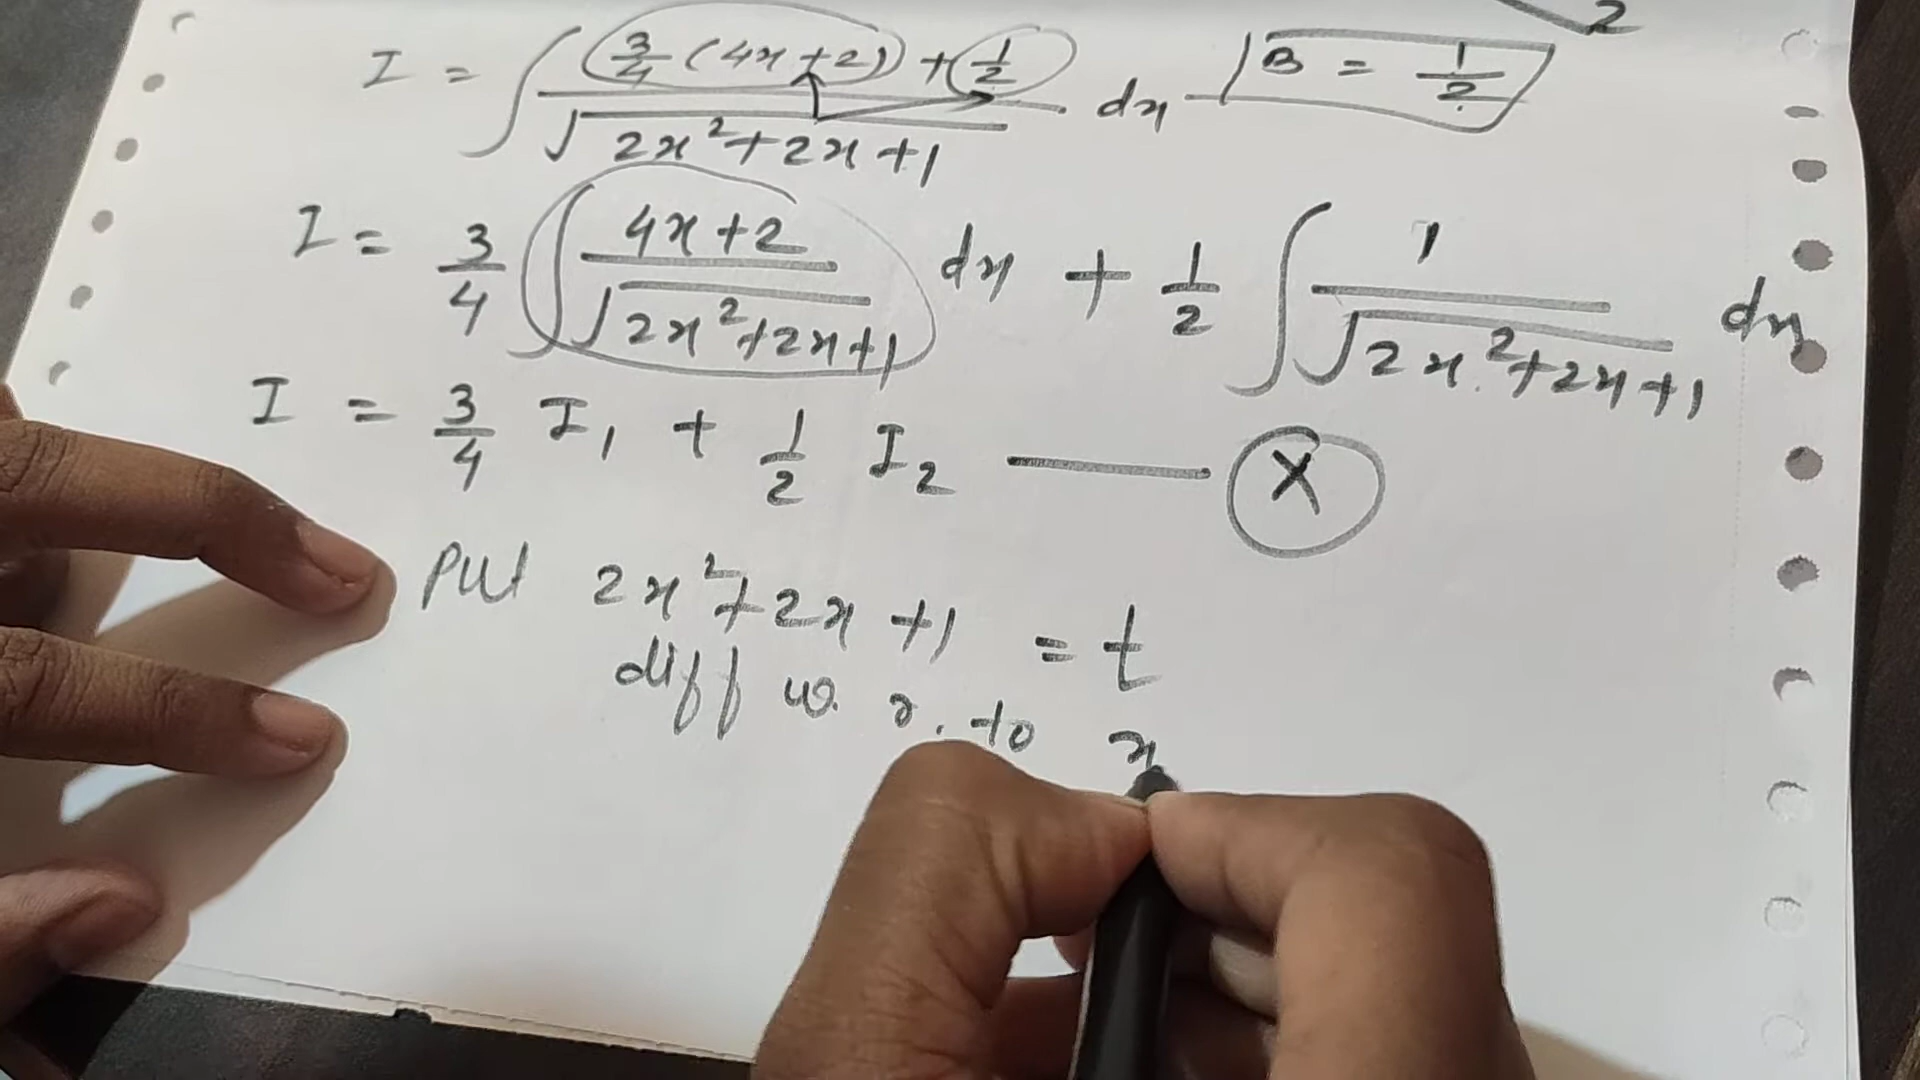 2
I = ∫ (3/4 (4x+2) + 1/2) / √(2x²+2x+1) dx
B = 1/2
I = 3/4 ∫ (4x+2) / √(2x²+2x+1) dx + 1/2 ∫ 1 / √(2x²+2x+1) dx
I = 3/4 I₁ + 1/2 I₂ —— X
Put 2x²+2x+1 = t
diff w. r. to x